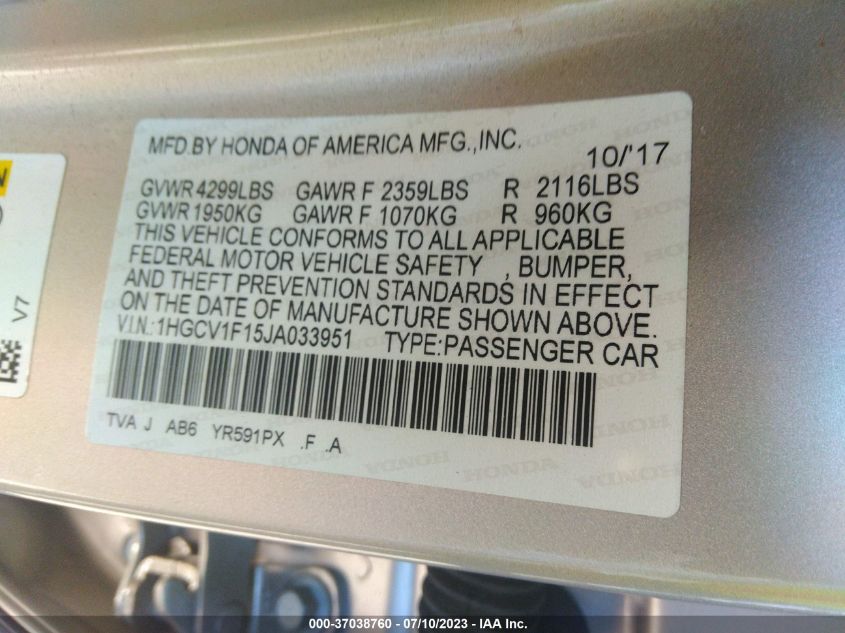 MFD.BY HONDA OF AMERICA MFG.,INC.
10/'17
GVWR 4299LBS GAWR F 2359LBS R 2116LBS
GVWR 1950KG GAWR F 1070KG R 960KG
THIS VEHICLE CONFORMS TO ALL APPLICABLE
FEDERAL MOTOR VEHICLE SAFETY , BUMPER,
AND THEFT PREVENTION STANDARDS IN EFFECT
ON THE DATE OF MANUFACTURE SHOWN ABOVE.
V.I.N.:1HGCV1F15JA033951 TYPE:PASSENGER CAR
TVA J AB6 YR591PX .F .A
V7
HONDA
000-37038760 — 07/10/2023 - IAA Inc.